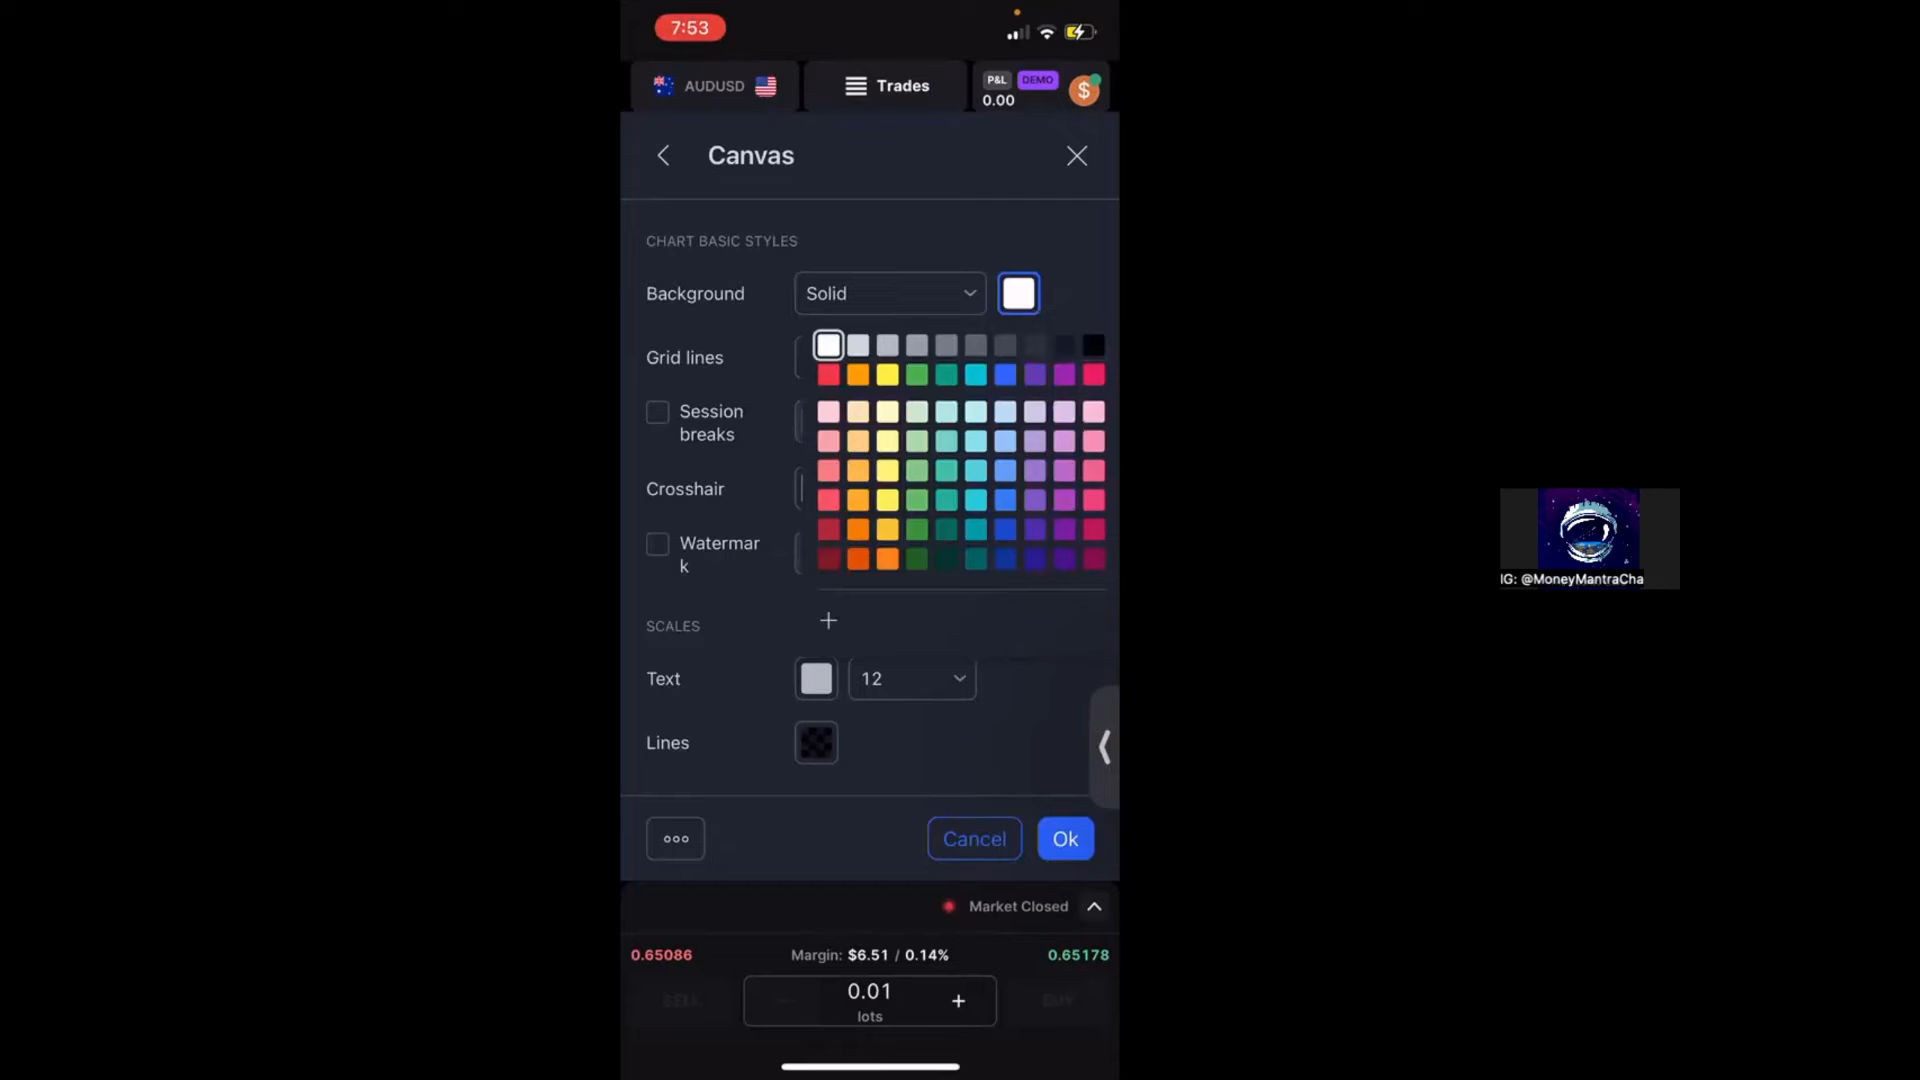 7:53
AUDUSD
Trades
P&L DEMO
0.00
$
Canvas
CHART BASIC STYLES
Background
Solid
Grid lines
Session
breaks
Crosshair
Watermar
k
SCALES
Text
12
Lines
Cancel
Ok
Market Closed
0.65086
Margin: $6.51 / 0.14%
0.65178
SELL
0.01
lots
BUY
IG: @MoneyMantraCha